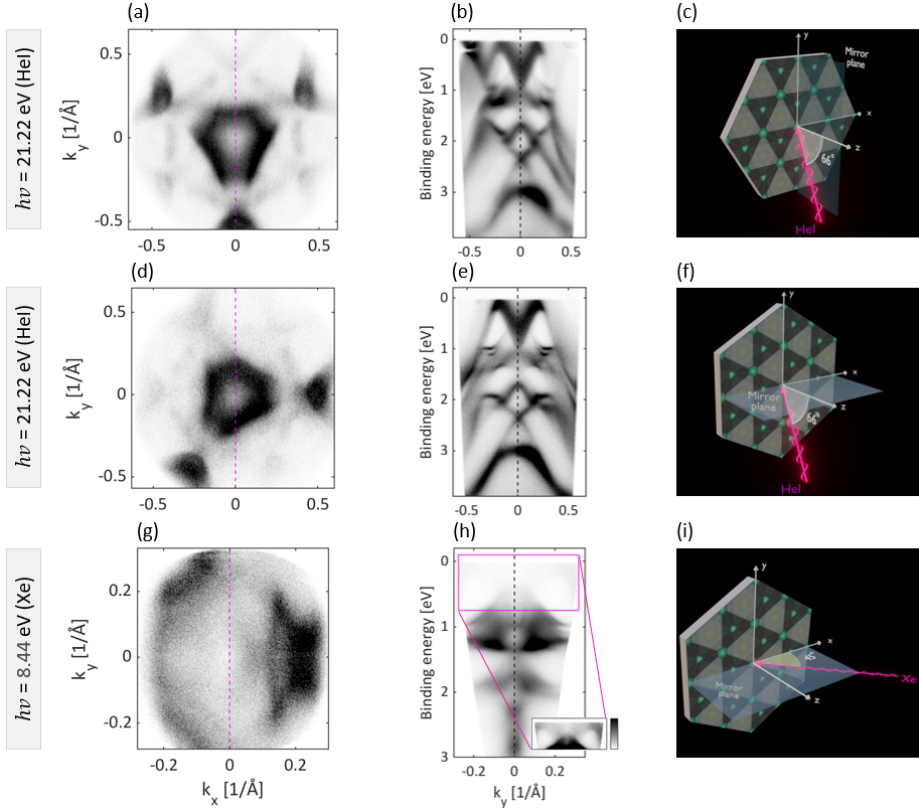 (a)
(b)
(c)
hν = 21.22 eV (HeI)
k_y [1/Å]
0.5
0
-0.5
-0.5
0
0.5
Binding energy [eV]
0
1
2
3
-0.5
0
0.5
y
Mirror
plane
x
z
66°
HeI
(d)
(e)
(f)
hν = 21.22 eV (HeI)
k_y [1/Å]
0.5
0
-0.5
-0.5
0
0.5
Binding energy [eV]
0
1
2
3
-0.5
0
0.5
y
x
Mirror
plane
z
66°
HeI
(g)
(h)
(i)
hν = 8.44 eV (Xe)
k_y [1/Å]
0.2
0
-0.2
-0.2
0
0.2
k_x [1/Å]
Binding energy [eV]
0
1
2
3
-0.2
0
0.2
k_y [1/Å]
y
x
45°
Xe
Mirror
plane
z